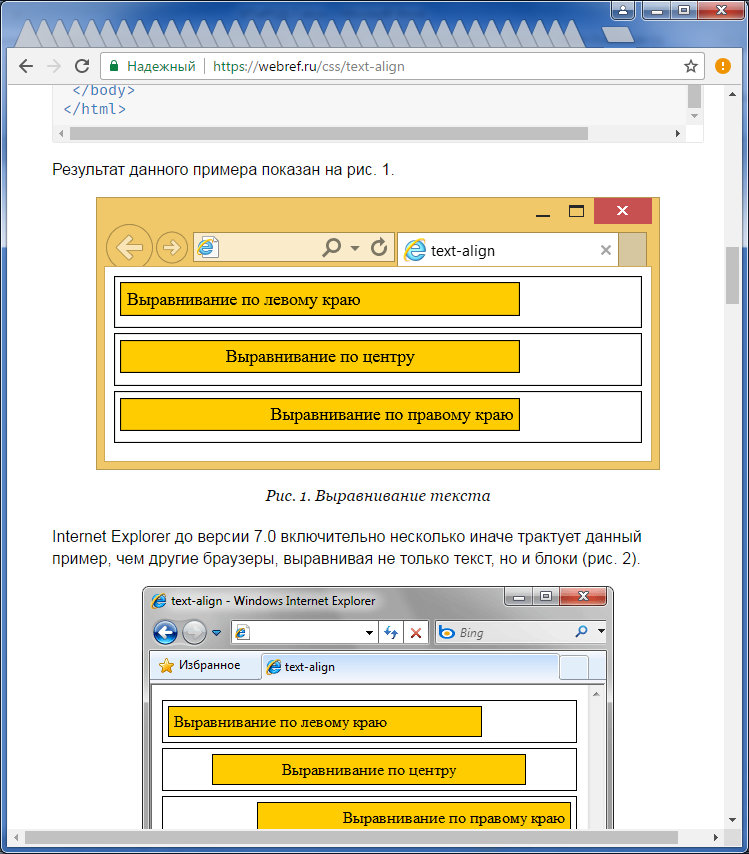 Надежный
https://webref.ru/css/text-align
</body>
</html>
Результат данного примера показан на рис. 1.
text-align
Выравнивание по левому краю
Выравнивание по центру
Выравнивание по правому краю
Рис. 1. Выравнивание текста
Internet Explorer до версии 7.0 включительно несколько иначе трактует данный
пример, чем другие браузеры, выравнивая не только текст, но и блоки (рис. 2).
text-align - Windows Internet Explorer
Bing
Избранное
text-align
Выравнивание по левому краю
Выравнивание по центру
Выравнивание по правому краю